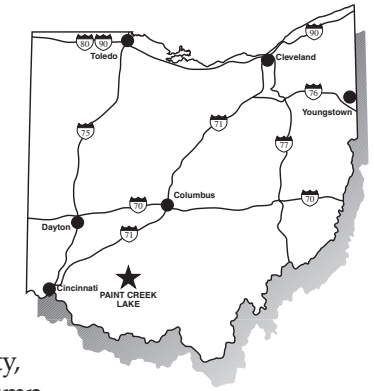 90
80 90
Toledo
Cleveland
76
Youngstown
75
71
77
Columbus
70
70
Dayton
71
Cincinnati
PAINT CREEK
LAKE
ty,